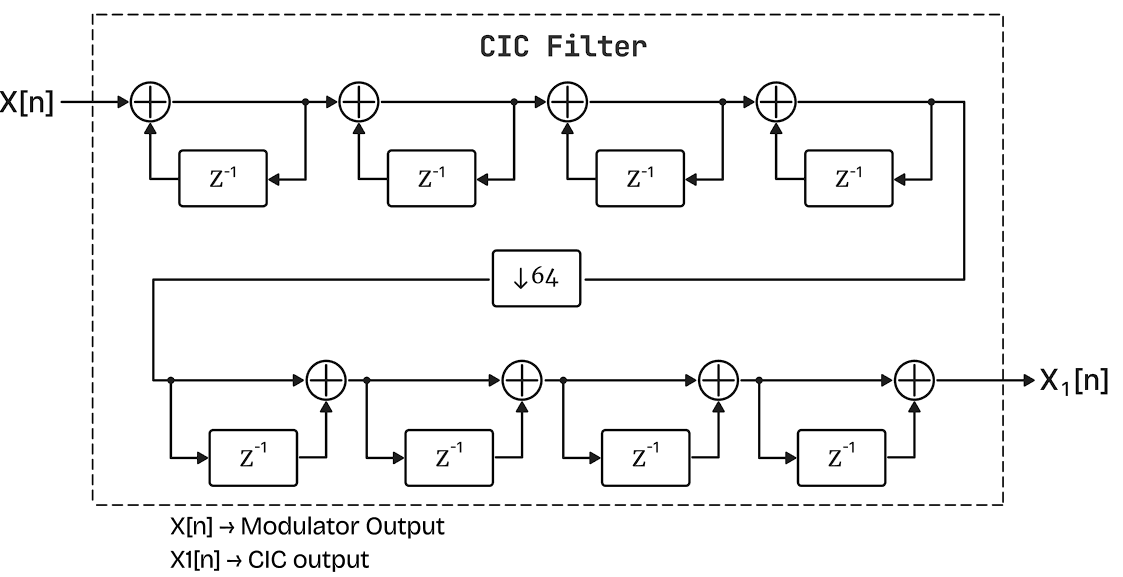 CIC Filter
X[n]
Z⁻¹ Z⁻¹ Z⁻¹ Z⁻¹
↓64
X₁[n]
Z⁻¹ Z⁻¹ Z⁻¹ Z⁻¹
X[n] → Modulator Output
X1[n] → CIC output